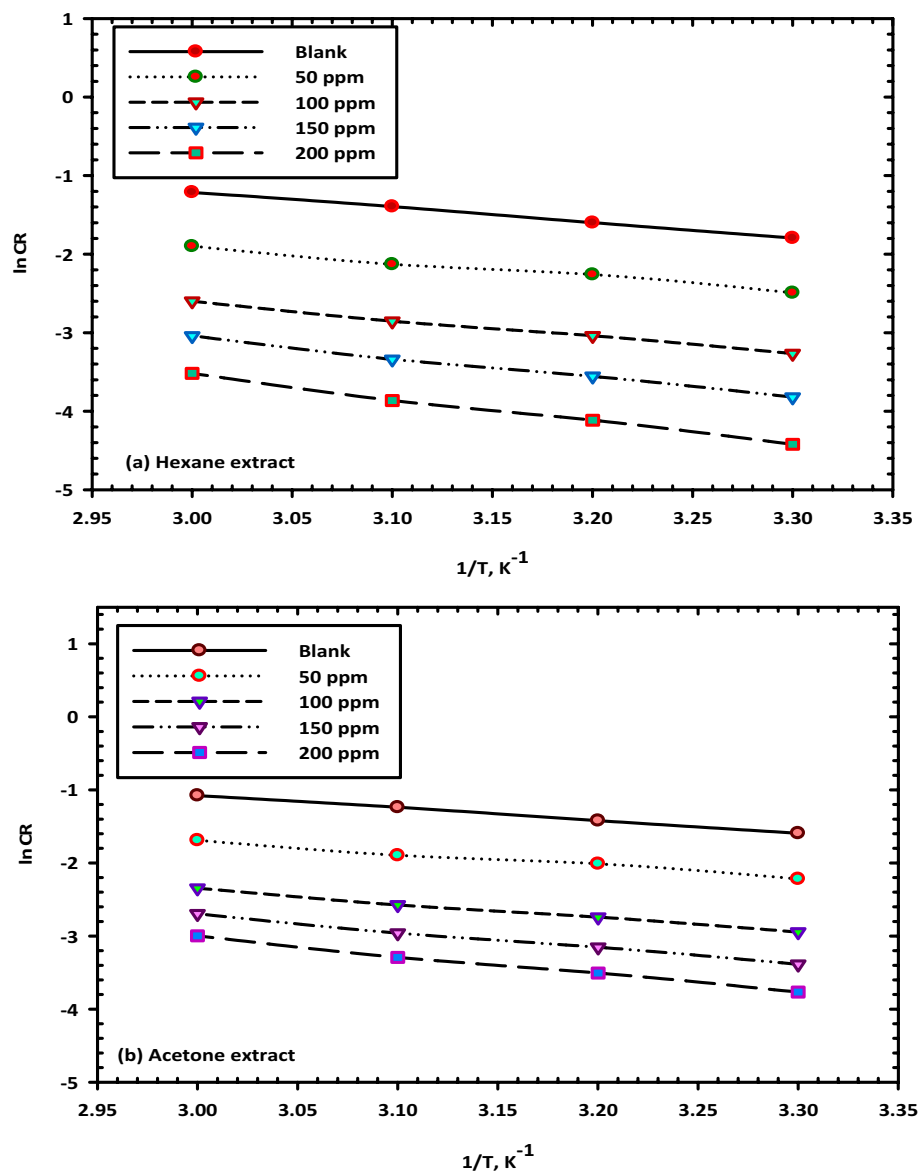 1
0
-1
-2
-3
-4
-5
ln CR
Blank
50 ppm
100 ppm
150 ppm
200 ppm
(a) Hexane extract
2.95 3.00 3.05 3.10 3.15 3.20 3.25 3.30 3.35
1/T, K⁻¹
1
0
-1
-2
-3
-4
-5
ln CR
Blank
50 ppm
100 ppm
150 ppm
200 ppm
(b) Acetone extract
2.95 3.00 3.05 3.10 3.15 3.20 3.25 3.30 3.35
1/T, K⁻¹